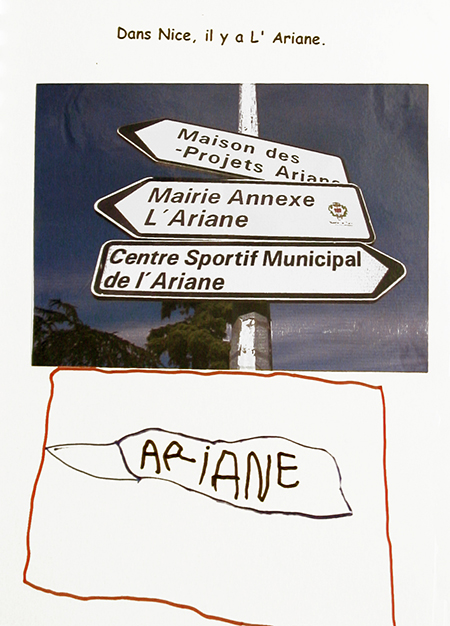 Dans Nice, il y a L' Ariane.
Maison des
-Projets Ariane
Mairie Annexe
L'Ariane
Centre Sportif Municipal
de l'Ariane
ARiANE